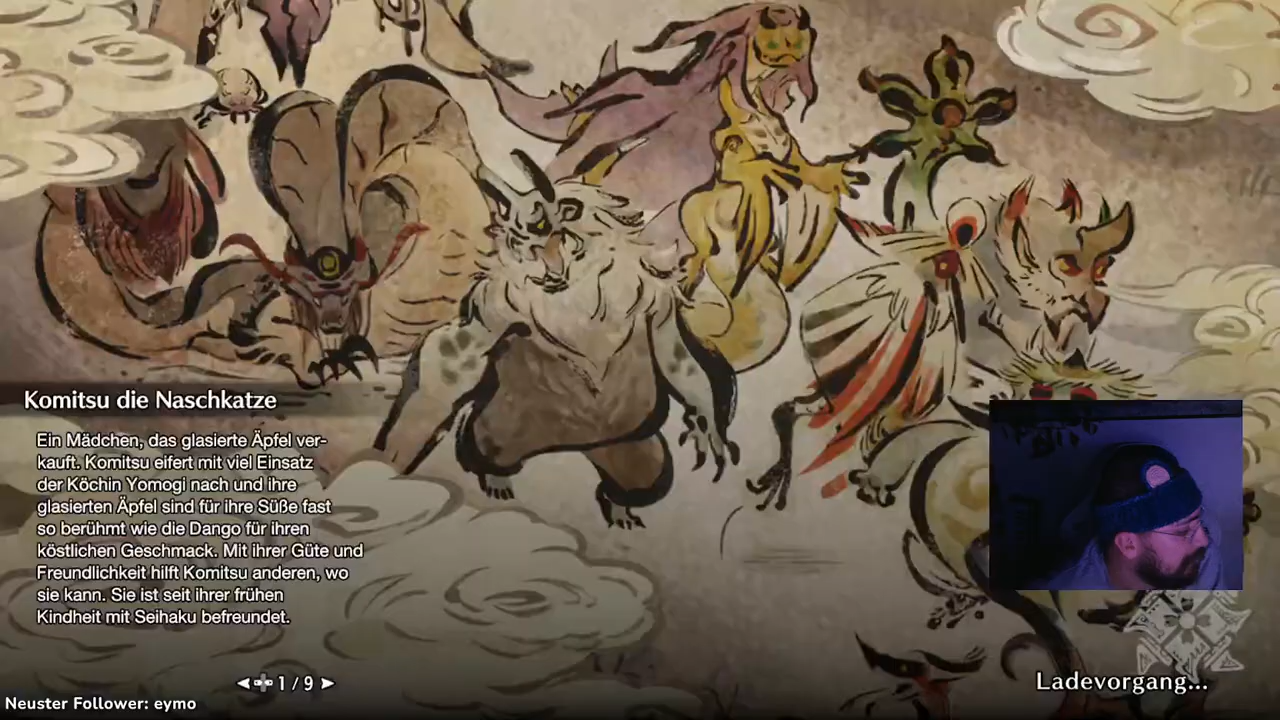 Komitsu die Naschkatze
Ein Mädchen, das glasierte Äpfel ver-
kauft. Komitsu eifert mit viel Einsatz
der Köchin Yomogi nach und ihre
glasierten Äpfel sind für ihre Süße fast
so berühmt wie die Dango für ihren
köstlichen Geschmack. Mit ihrer Güte und
Freundlichkeit hilft Komitsu anderen, wo
sie kann. Sie ist seit ihrer frühen
Kindheit mit Seihaku befreundet.
1 / 9
Ladevorgang...
Neuster Follower: eymo